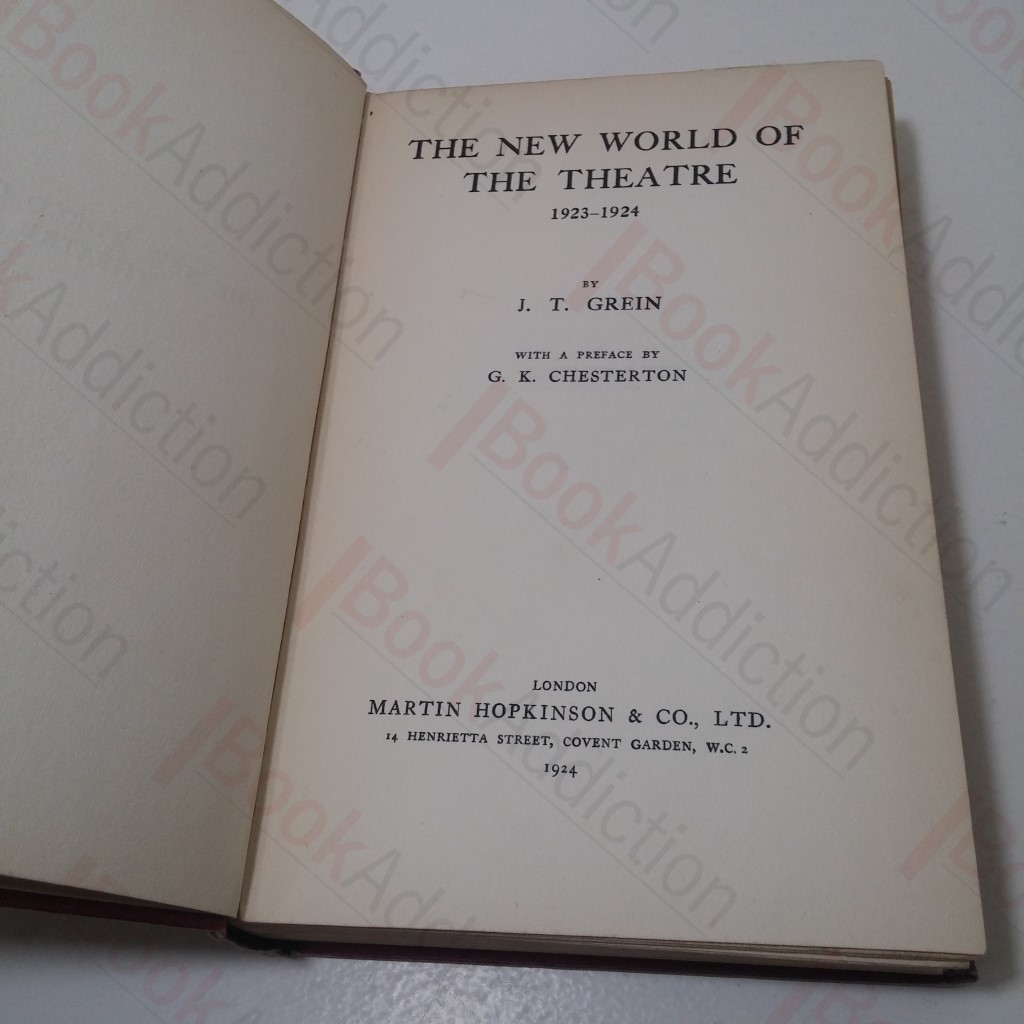 THE NEW WORLD OF
THE THEATRE
1923–1924
BY
J. T. GREIN
WITH A PREFACE BY
G. K. CHESTERTON
LONDON
MARTIN HOPKINSON & CO., LTD.
14 HENRIETTA STREET, COVENT GARDEN, W.C. 2
1924
BookAddiction